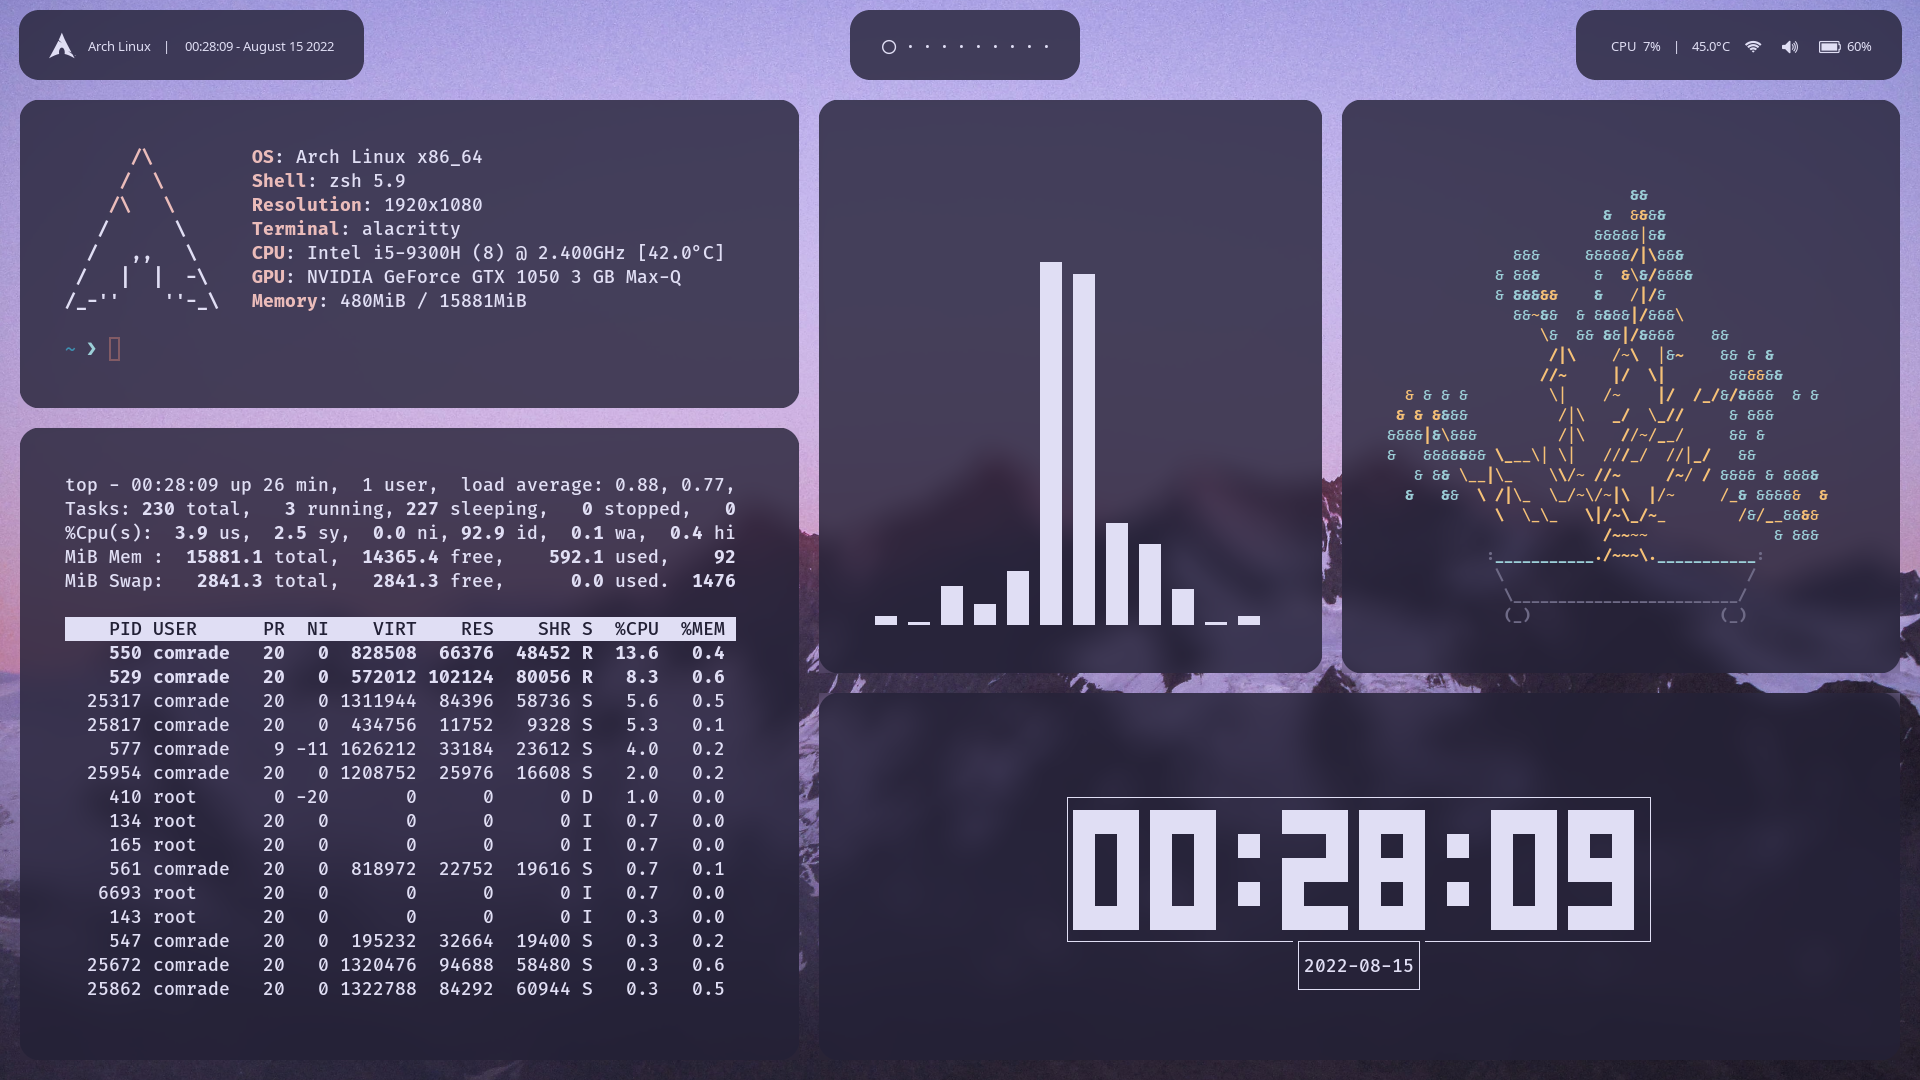 Arch Linux | 00:28:09 - August 15 2022
CPU 7% | 45.0°C 60%
OS: Arch Linux x86_64
Shell: zsh 5.9
Resolution: 1920x1080
Terminal: alacritty
CPU: Intel i5-9300H (8) @ 2.400GHz [42.0°C]
GPU: NVIDIA GeForce GTX 1050 3 GB Max-Q
Memory: 480MiB / 15881MiB
~ ❯
top - 00:28:09 up 26 min,  1 user,  load average: 0.88, 0.77,
Tasks: 230 total,   3 running, 227 sleeping,   0 stopped,   0
%Cpu(s):  3.9 us,  2.5 sy,  0.0 ni, 92.9 id,  0.1 wa,  0.4 hi
MiB Mem :  15881.1 total,  14365.4 free,    592.1 used,    92
MiB Swap:   2841.3 total,   2841.3 free,      0.0 used.  1476
PID USER      PR  NI    VIRT    RES    SHR S  %CPU  %MEM
550 comrade   20   0  828508  66376  48452 R  13.6   0.4
529 comrade   20   0  572012 102124  80056 R   8.3   0.6
25317 comrade   20   0 1311944  84396  58736 S   5.6   0.5
25817 comrade   20   0  434756  11752   9328 S   5.3   0.1
577 comrade    9 -11 1626212  33184  23612 S   4.0   0.2
25954 comrade   20   0 1208752  25976  16608 S   2.0   0.2
410 root       0 -20       0      0      0 D   1.0   0.0
134 root      20   0       0      0      0 I   0.7   0.0
165 root      20   0       0      0      0 I   0.7   0.0
561 comrade   20   0  818972  22752  19616 S   0.7   0.1
6693 root      20   0       0      0      0 I   0.7   0.0
143 root      20   0       0      0      0 I   0.3   0.0
547 comrade   20   0  195232  32664  19400 S   0.3   0.2
25672 comrade   20   0 1320476  94688  58480 S   0.3   0.6
25862 comrade   20   0 1322788  84292  60944 S   0.3   0.5
00:28:09
2022-08-15